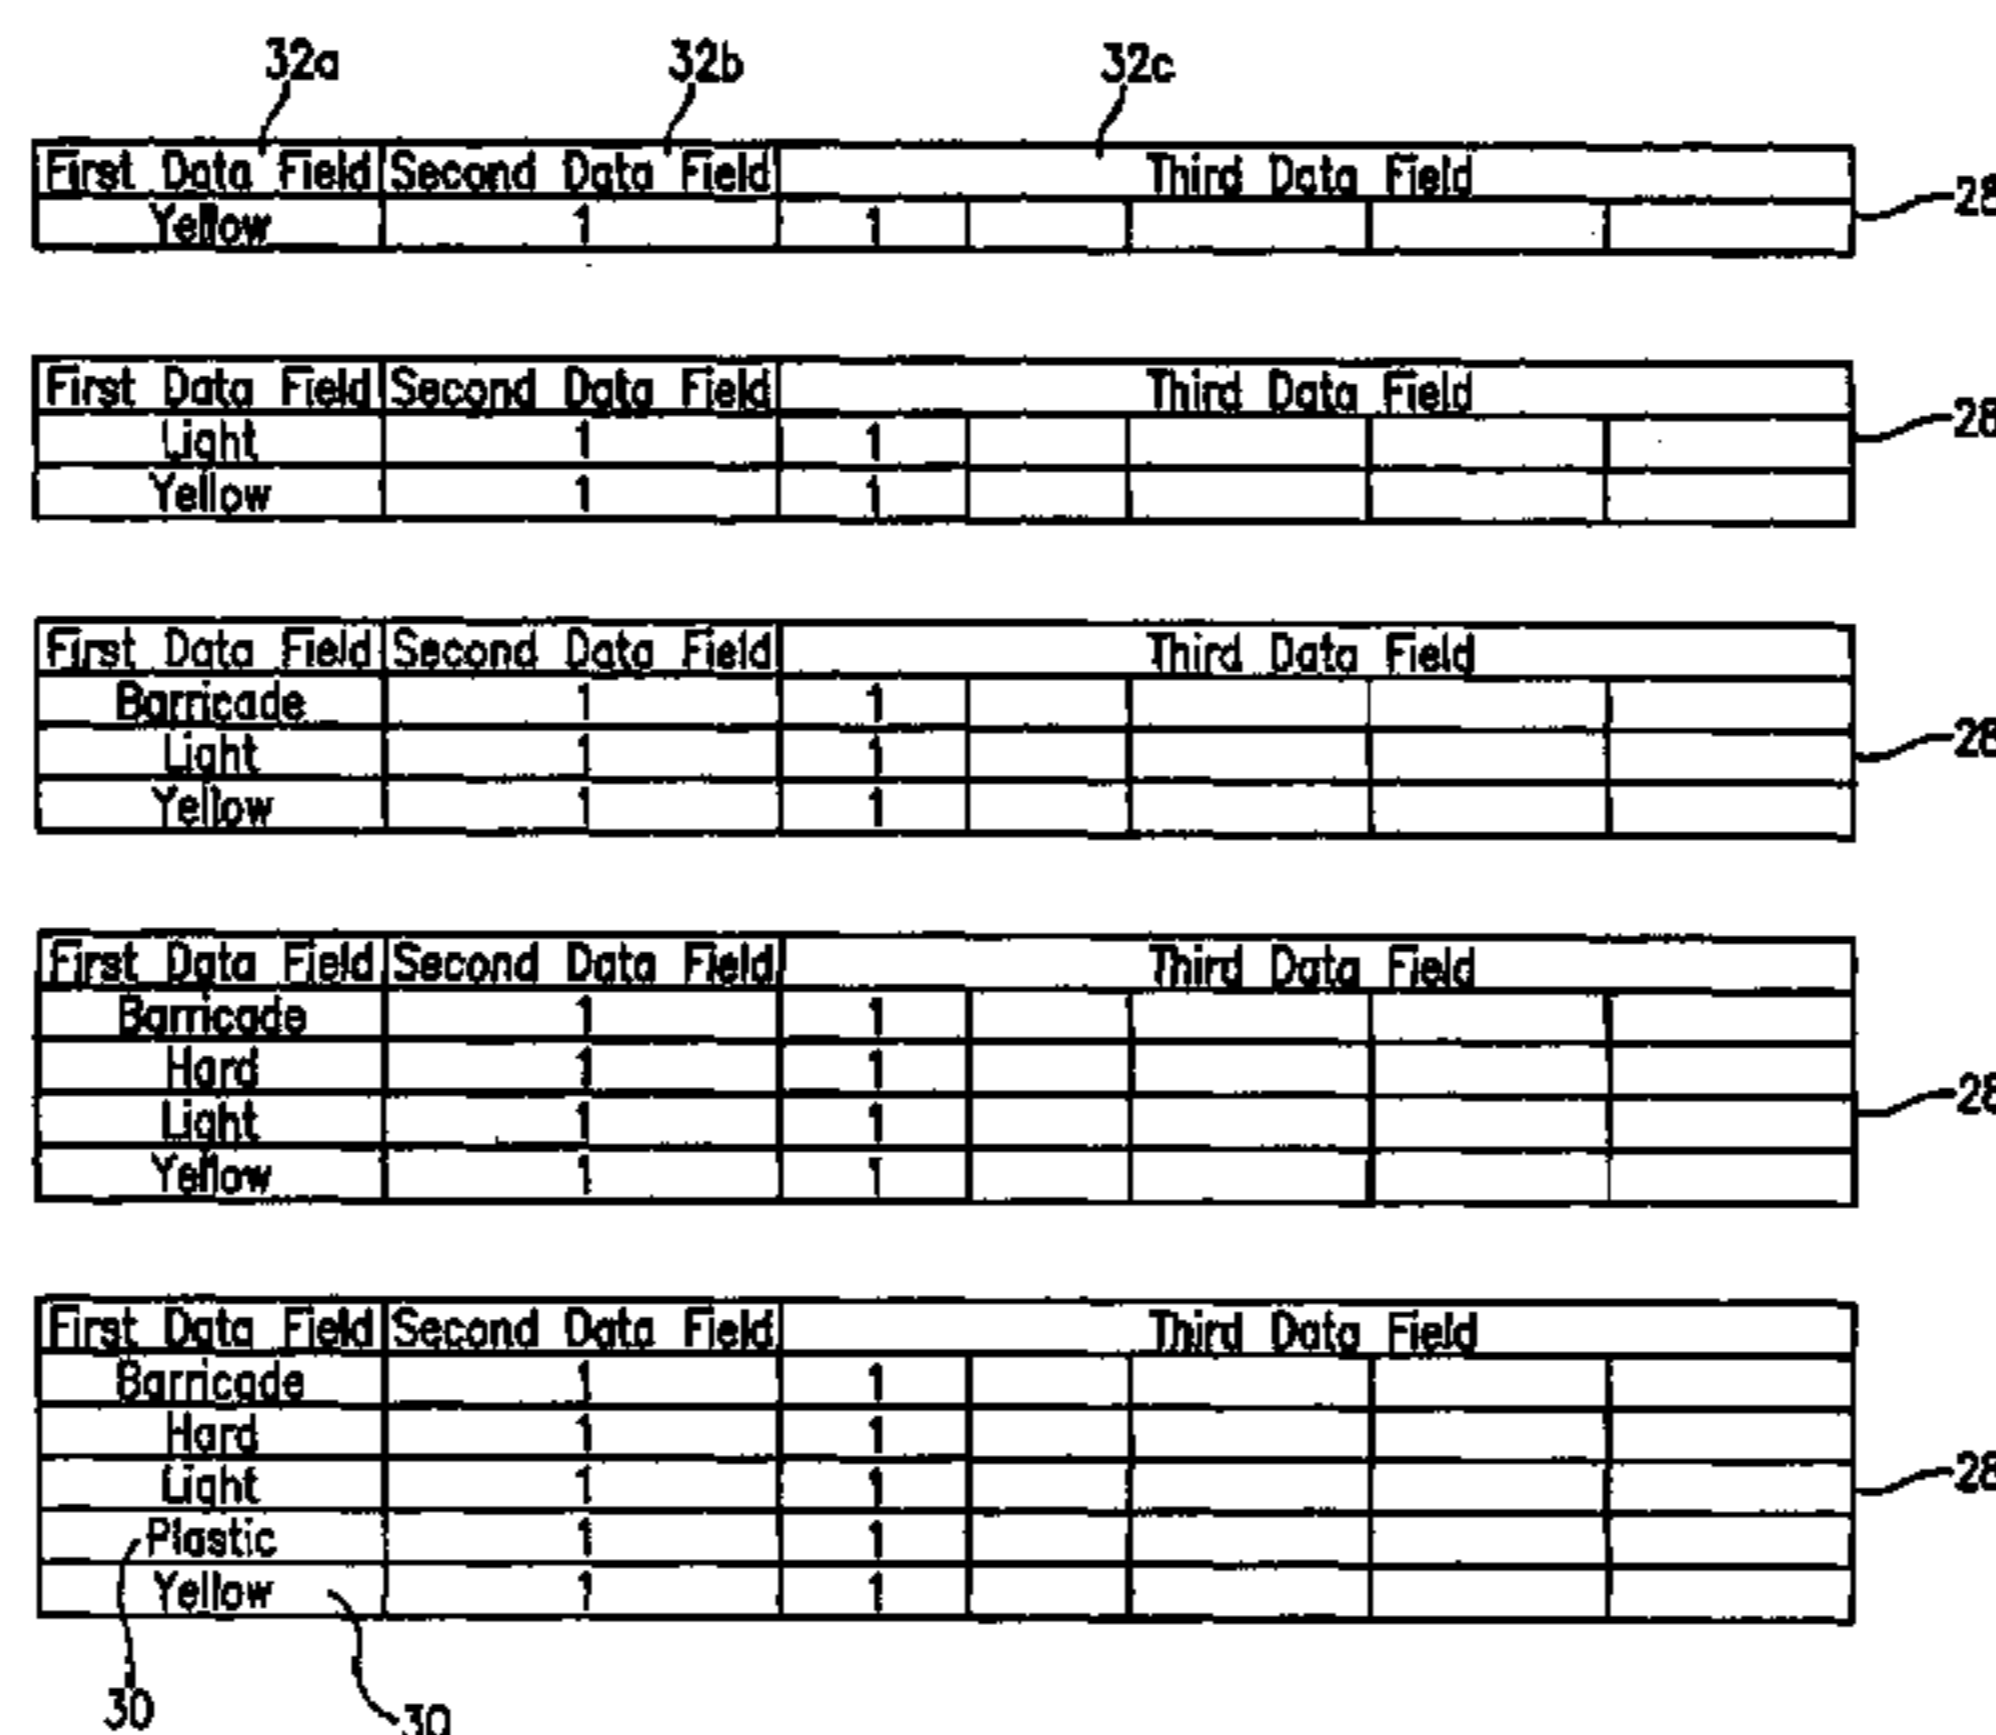 32a 32b 32c
First Data Field Second Data Field Third Data Field
Yellow 1 1
28
First Data Field Second Data Field Third Data Field
28
Light 1 1
Yellow 1 1
First Data Field Second Data Field Third Data Field
Barricade 1 1
28
Light 1 1
Yellow 1 1
First Data Field Second Data Field Third Data Field
Barricade 1 1
Hard 1 1
28
Light 1 1
Yellow 1 1
First Data Field Second Data Field Third Data Field
Barricade 1 1
Hard 1 1
28
Light 1 1
Plastic 1 1
Yellow 1 1
30 30